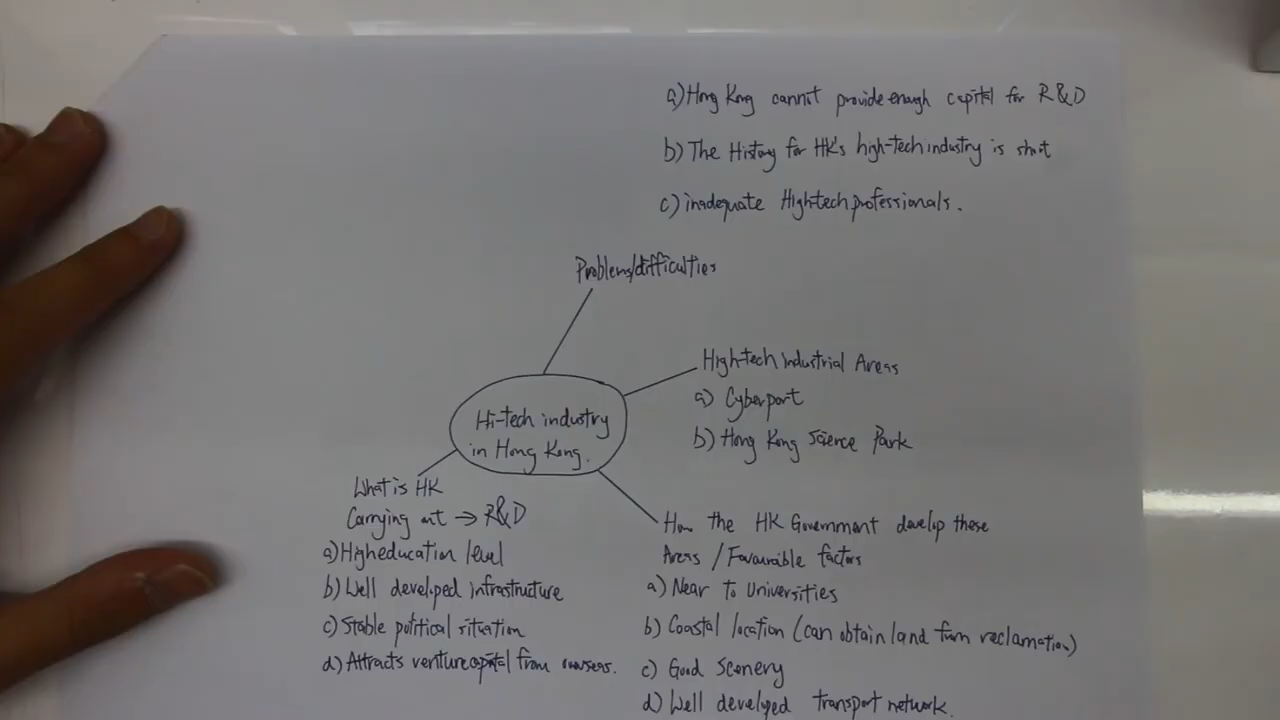 a) Hong Kong cannot provide enough capital for R&D
b) The History for HK's high-tech industry is short
c) inadequate High-tech professionals.
Problems/difficulties
High-tech Industrial Areas
a) Cyberport
b) Hong Kong Science Park
Hi-tech industry
in Hong Kong.
What is HK
Carrying out → R&D
a) High education level
b) Well developed infrastructure
c) Stable political situation
d) Attracts venture capital from overseas.
How the HK Government develop these
Areas / Favourable factors
a) Near To Universities
b) Coastal location (can obtain land from reclamation)
c) Good Scenery
d) Well developed transport network.